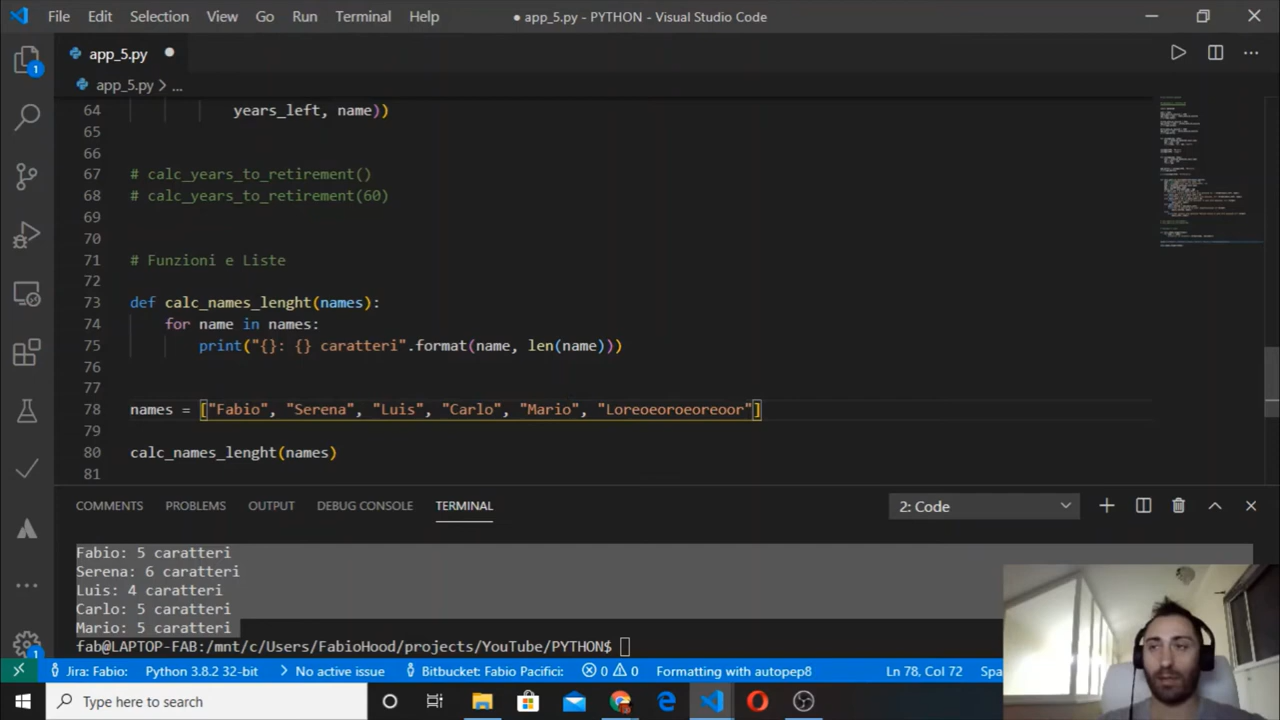 File Edit Selection View Go Run Terminal Help
● app_5.py - PYTHON - Visual Studio Code
app_5.py ●
app_5.py > ...
1
64 years_left, name))
65
66
67 # calc_years_to_retirement()
68 # calc_years_to_retirement(60)
69
70
71 # Funzioni e Liste
72
73 def calc_names_lenght(names):
74 for name in names:
75 print("{}: {} caratteri".format(name, len(name)))
76
77
78 names = ["Fabio", "Serena", "Luis", "Carlo", "Mario", "Loreoeoroeoreoor"]
79
80 calc_names_lenght(names)
81
COMMENTS PROBLEMS OUTPUT DEBUG CONSOLE TERMINAL 2: Code
Fabio: 5 caratteri
Serena: 6 caratteri
Luis: 4 caratteri
Carlo: 5 caratteri
Mario: 5 caratteri
fab@LAPTOP-FAB:/mnt/c/Users/FabioHood/projects/YouTube/PYTHON$
1
Jira: Fabio: Python 3.8.2 32-bit No active issue Bitbucket: Fabio Pacifici: 0 0 Formatting with autopep8 Ln 78, Col 72 Spa
Type here to search